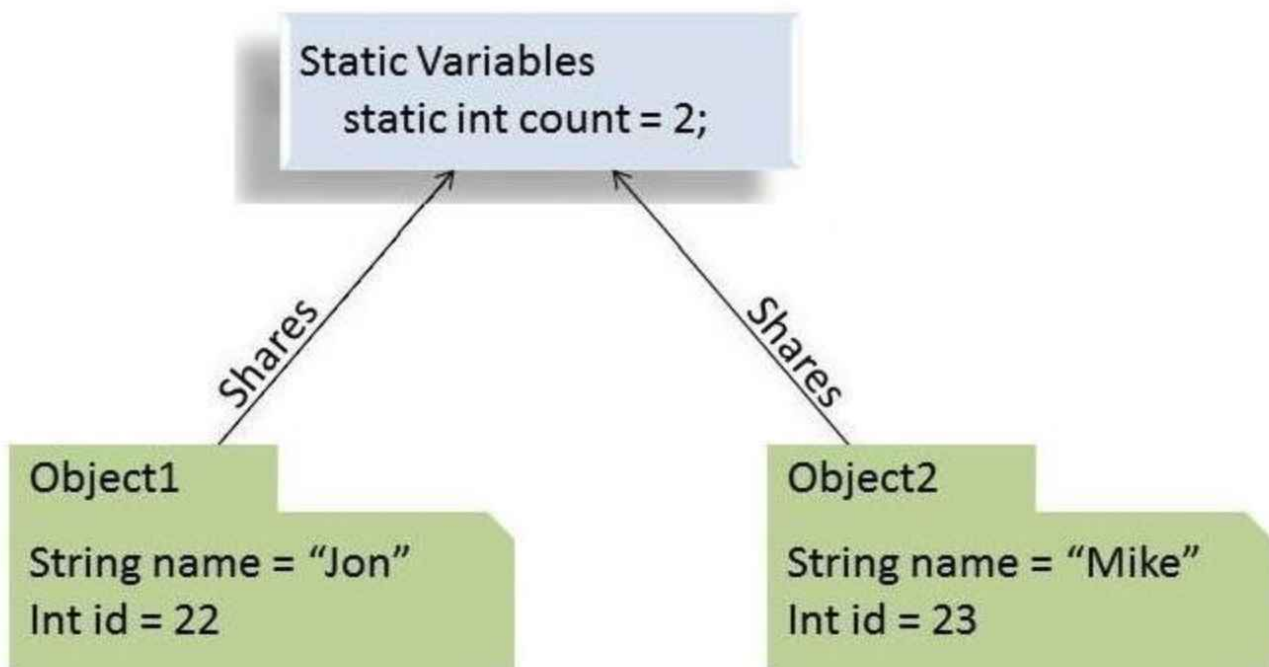 Static Variables
static int count = 2;
Shares
Shares
Object1
String name = “Jon”
Int id = 22
Object2
String name = “Mike”
Int id = 23